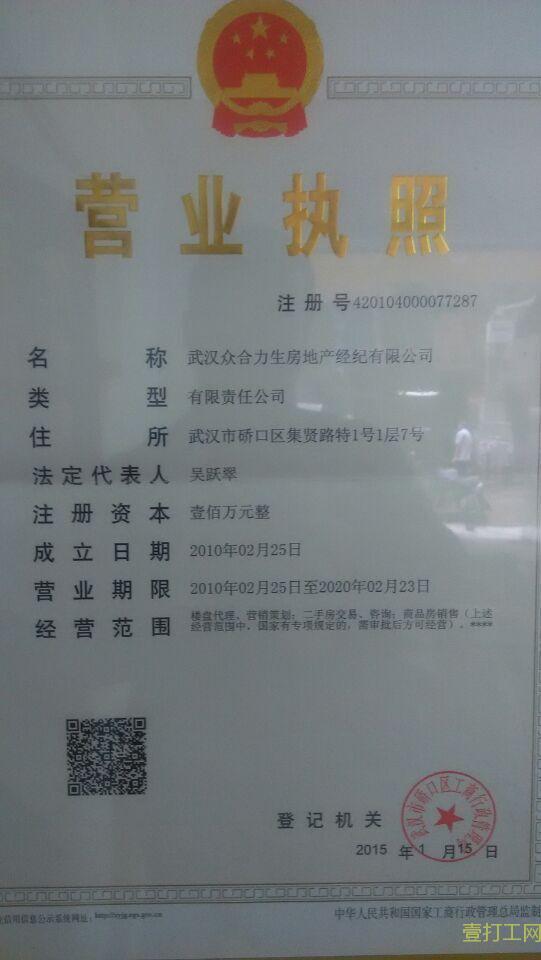 营业执照
注册号420104000077287
名称 武汉众合力生房地产经纪有限公司
类型 有限责任公司
住所 武汉市硚口区集贤路特1号1层7号
法定代表人 吴跃翠
注册资本 壹佰万元整
成立日期 2010年02月25日
营业期限 2010年02月25日至2020年02月23日
经营范围 楼盘代理、营销策划；二手房交易、咨询；商品房销售（上述
经营范围中，国家有专项规定的，需审批后方可经营）。****
登记机关
武汉市硚口区工商行政管理局
2015 年 1 月 15 日
业信用信息公示系统网址：
中华人民共和国国家工商行政管理总局监制
壹打工网